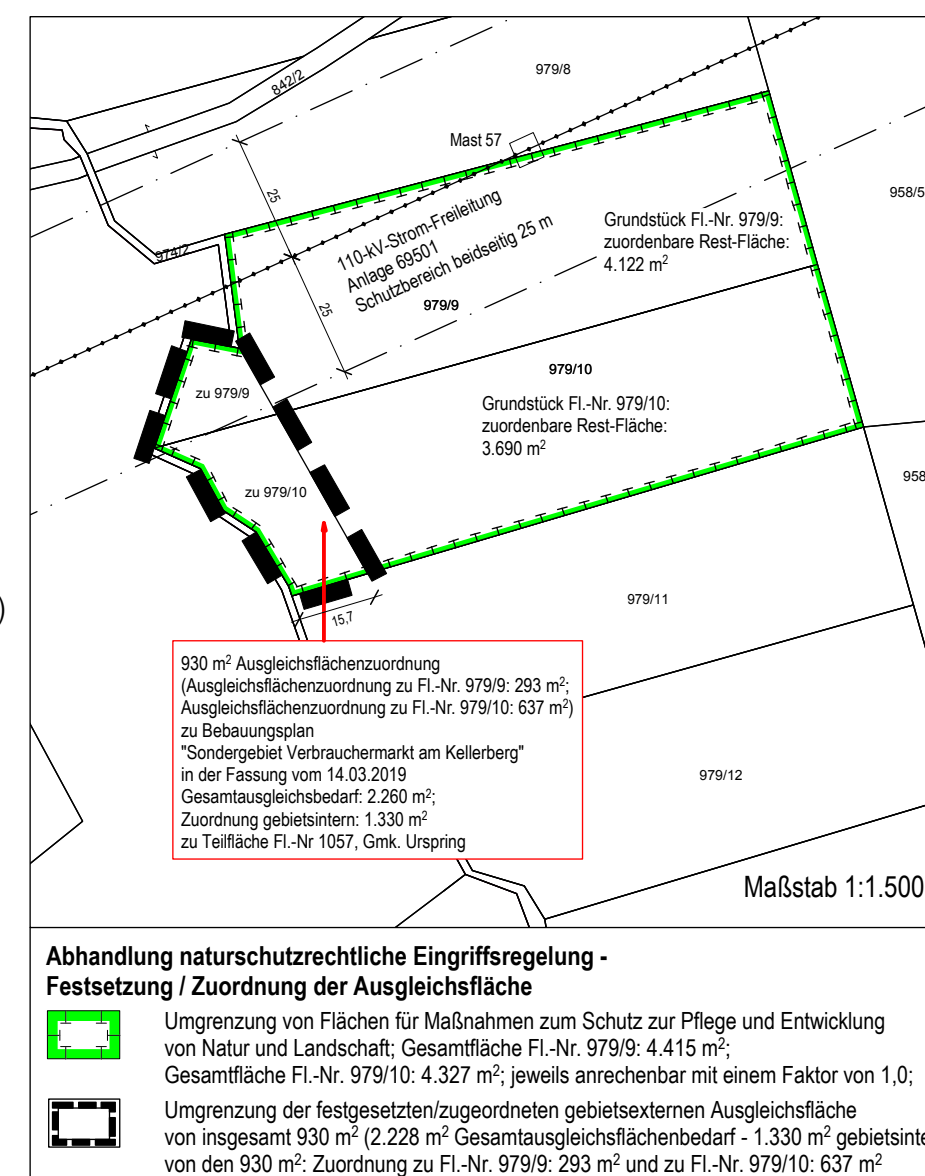 979/8
842/2
Mast 57
958/5
25
974/2
110-kV-Strom-Freileitung
Anlage 69501
Schutzbereich beidseitig 25 m
Grundstück Fl.-Nr. 979/9:
zuordenbare Rest-Fläche:
4.122 m²
979/9
25
979/10
zu 979/9
Grundstück Fl.-Nr. 979/10:
zuordenbare Rest-Fläche:
3.690 m²
958
zu 979/10
979/11
)
15,7
930 m² Ausgleichsflächenzuordnung
(Ausgleichsflächenzuordnung zu Fl.-Nr. 979/9: 293 m²;
Ausgleichsflächenzuordnung zu Fl.-Nr. 979/10: 637 m²)
zu Bebauungsplan
"Sondergebiet Verbrauchermarkt am Kellerberg"
in der Fassung vom 14.03.2019
Gesamtausgleichsbedarf: 2.260 m²;
Zuordnung gebietsintern: 1.330 m²
zu Teilfläche Fl.-Nr 1057, Gmk. Urspring
979/12
Maßstab 1:1.500
Abhandlung naturschutzrechtliche Eingriffsregelung -
Festsetzung / Zuordnung der Ausgleichsfläche
Umgrenzung von Flächen für Maßnahmen zum Schutz zur Pflege und Entwicklung
von Natur und Landschaft; Gesamtfläche Fl.-Nr. 979/9: 4.415 m²;
Gesamtfläche Fl.-Nr. 979/10: 4.327 m²; jeweils anrechenbar mit einem Faktor von 1,0;
Umgrenzung der festgesetzten/zugeordneten gebietsexternen Ausgleichsfläche
von insgesamt 930 m² (2.228 m² Gesamtausgleichsflächenbedarf - 1.330 m² gebietsinte
von den 930 m²: Zuordnung zu Fl.-Nr. 979/9: 293 m² und zu Fl.-Nr. 979/10: 637 m²